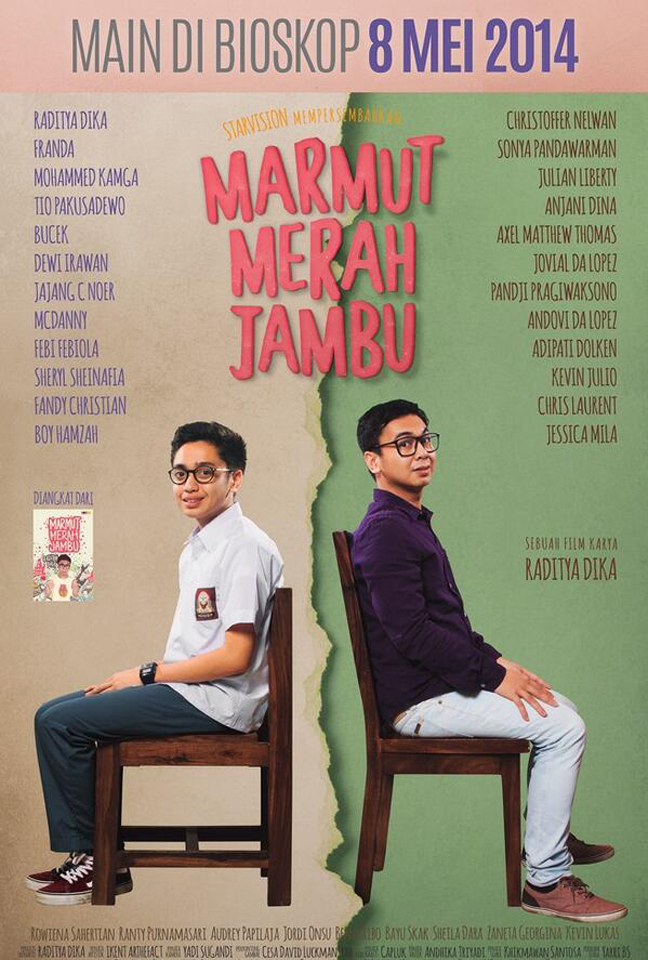 MAIN DI BIOSKOP 8 MEI 2014
STARVISION MEMPERSEMBAHKAN
MARMUT
MERAH
JAMBU
RADITYA DIKA
FRANDA
MOHAMMED KAMGA
TIO PAKUSADEWO
BUCEK
DEWI IRAWAN
JAJANG C NOER
MCDANNY
FEBI FEBIOLA
SHERYL SHEINAFIA
FANDY CHRISTIAN
BOY HAMZAH
CHRISTOFFER NELWAN
SONYA PANDAWARMAN
JULIAN LIBERTY
ANJANI DINA
AXEL MATTHEW THOMAS
JOVIAL DA LOPEZ
PANDJI PRAGIWAKSONO
ANDOVI DA LOPEZ
ADIPATI DOLKEN
KEVIN JULIO
CHRIS LAURENT
JESSICA MILA
DIANGKAT DARI
MARMUT
MERAH
JAMBU
SEBUAH FILM KARYA
RADITYA DIKA
ROWENA SAHERTIAN RANTY PURNAMASARI AUDREY PAPILAJA JORDI ONSU BAYU SKAK SHEILA DARA ZANETA GEORGINA KEVIN LUKAS
RADITYA DIKA IKENT ARTHEFACT YADI SUGANDI CESA DAVID LUCKMANSYAH CAPLUK ANDHIKA TRIYADI KHIKMAWAN SANTOSA YARRI BS